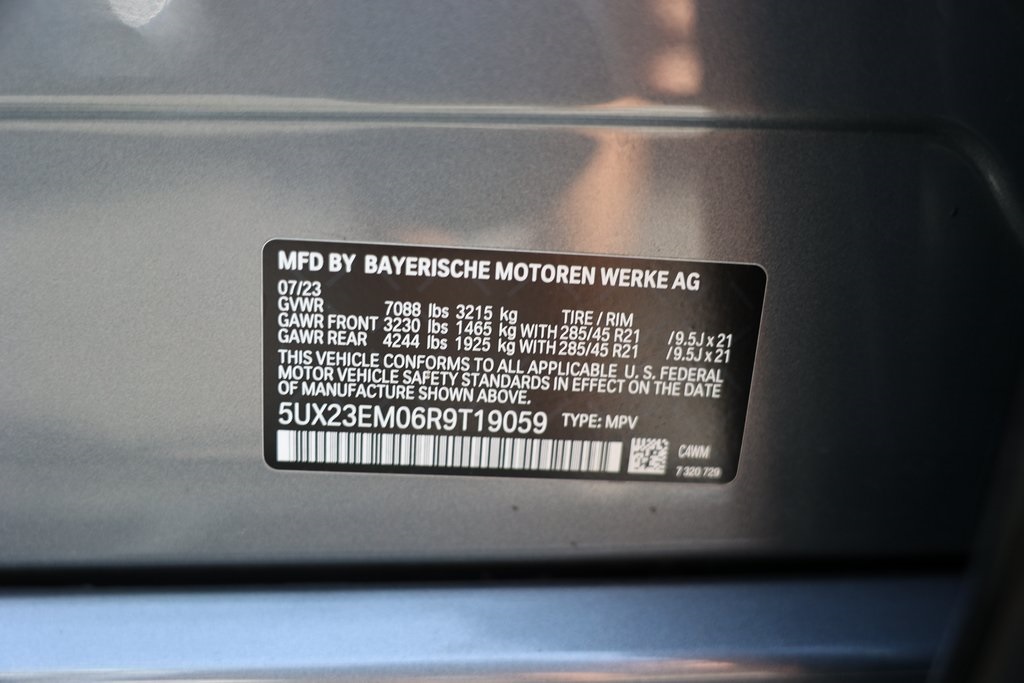 MFD BY BAYERISCHE MOTOREN WERKE AG
07/23
GVWR 7088 lbs 3215 kg TIRE / RIM
GAWR FRONT 3230 lbs 1465 kg WITH 285/45 R21 /9.5J x 21
GAWR REAR 4244 lbs 1925 kg WITH 285/45 R21 /9.5J x 21
THIS VEHICLE CONFORMS TO ALL APPLICABLE U. S. FEDERAL
MOTOR VEHICLE SAFETY STANDARDS IN EFFECT ON THE DATE
OF MANUFACTURE SHOWN ABOVE.
5UX23EM06R9T19059 TYPE: MPV
C4WM
7 320 729